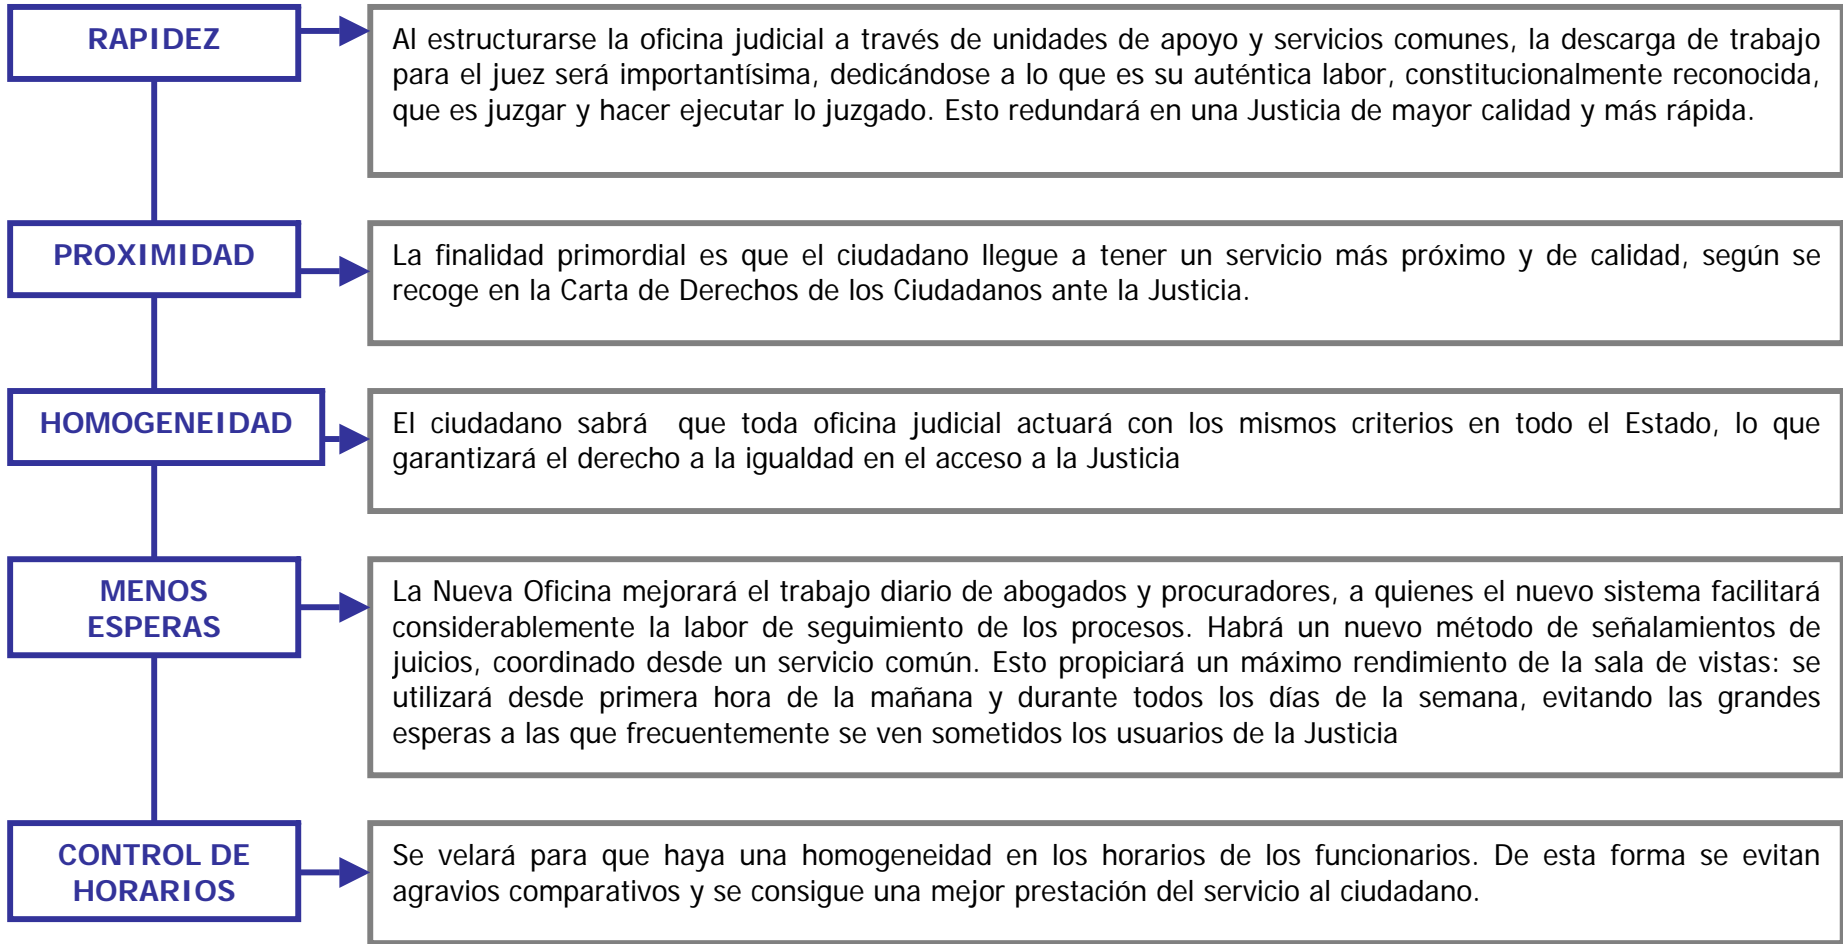 RAPIDEZ
Al estructurarse la oficina judicial a través de unidades de apoyo y servicios comunes, la descarga de trabajo
para el juez será importantísima, dedicándose a lo que es su auténtica labor, constitucionalmente reconocida,
que es juzgar y hacer ejecutar lo juzgado. Esto redundará en una Justicia de mayor calidad y más rápida.
PROXIMIDAD
La finalidad primordial es que el ciudadano llegue a tener un servicio más próximo y de calidad, según se
recoge en la Carta de Derechos de los Ciudadanos ante la Justicia.
HOMOGENEIDAD
El ciudadano sabrá que toda oficina judicial actuará con los mismos criterios en todo el Estado, lo que
garantizará el derecho a la igualdad en el acceso a la Justicia
MENOS
ESPERAS
La Nueva Oficina mejorará el trabajo diario de abogados y procuradores, a quienes el nuevo sistema facilitará
considerablemente la labor de seguimiento de los procesos. Habrá un nuevo método de señalamientos de
juicios, coordinado desde un servicio común. Esto propiciará un máximo rendimiento de la sala de vistas: se
utilizará desde primera hora de la mañana y durante todos los días de la semana, evitando las grandes
esperas a las que frecuentemente se ven sometidos los usuarios de la Justicia
CONTROL DE
HORARIOS
Se velará para que haya una homogeneidad en los horarios de los funcionarios. De esta forma se evitan
agravios comparativos y se consigue una mejor prestación del servicio al ciudadano.